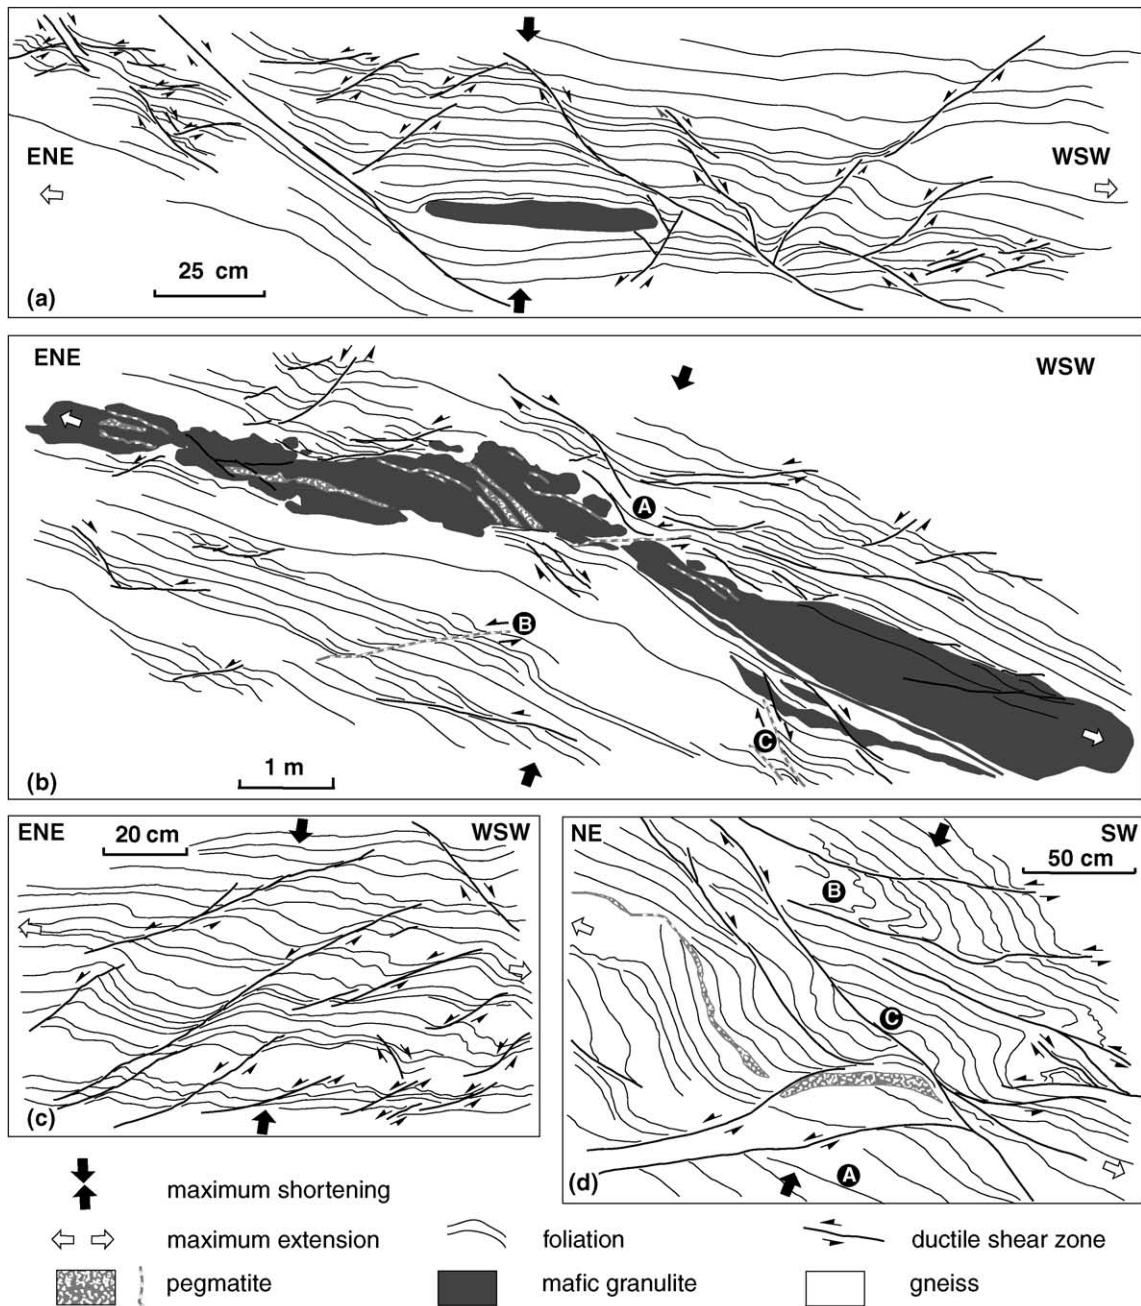 ENE
WSW
25 cm
(a)
ENE
WSW
A
B
C
1 m
(b)
ENE
20 cm
WSW
(c)
NE
SW
50 cm
B
C
A
(d)
maximum shortening
maximum extension
foliation
ductile shear zone
pegmatite
mafic granulite
gneiss